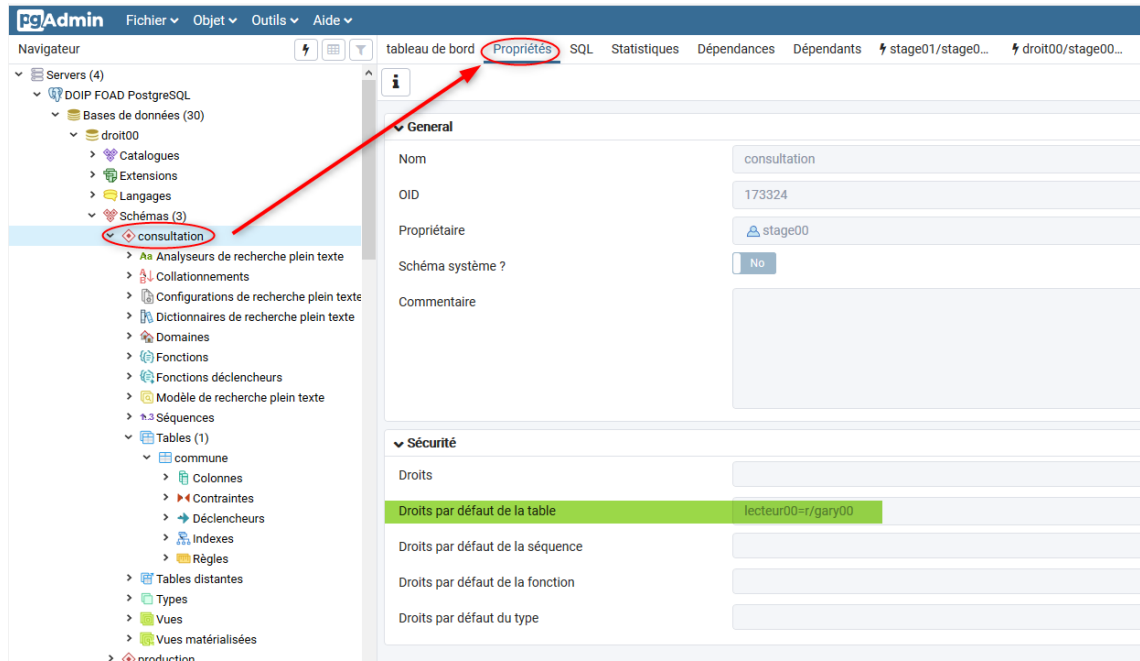 pgAdmin Fichier Objet Outils Aide
Navigateur
tableau de bord Propriétés SQL Statistiques Dépendances Dépendants stage01/stage0... droit00/stage00...
Servers (4)
DOIP FOAD PostgreSQL
Bases de données (30)
droit00
Catalogues
Extensions
Langages
Schémas (3)
consultation
Aa Analyseurs de recherche plein texte
Collationnements
Configurations de recherche plein texte
Dictionnaires de recherche plein texte
Domaines
Fonctions
Fonctions déclencheurs
Modèle de recherche plein texte
1..3 Séquences
Tables (1)
commune
Colonnes
Contraintes
Déclencheurs
Indexes
Règles
Tables distantes
Types
Vues
Vues matérialisées
production
i
General
Nom consultation
OID 173324
Propriétaire stage00
Schéma système ? No
Commentaire
Sécurité
Droits
Droits par défaut de la table lecteur00=r/gary00
Droits par défaut de la séquence
Droits par défaut de la fonction
Droits par défaut du type